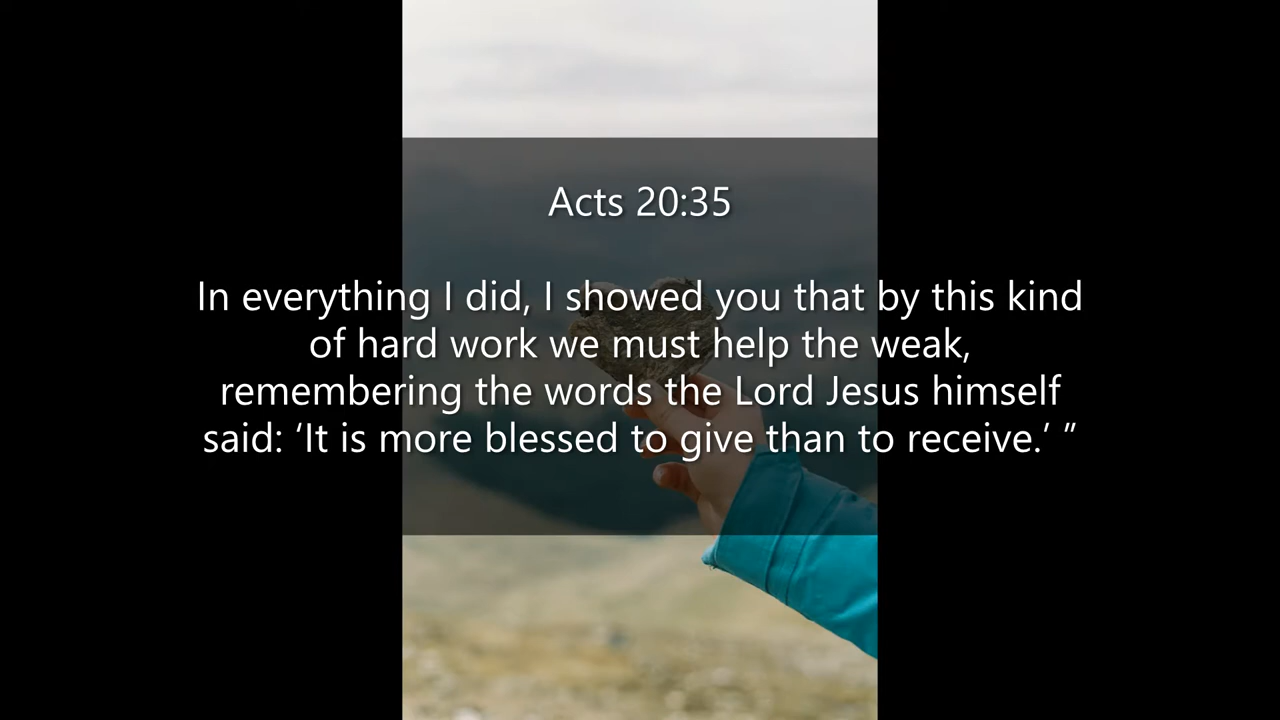 Acts 20:35
In everything I did, I showed you that by this kind
of hard work we must help the weak,
remembering the words the Lord Jesus himself
said: ‘It is more blessed to give than to receive.’ ”